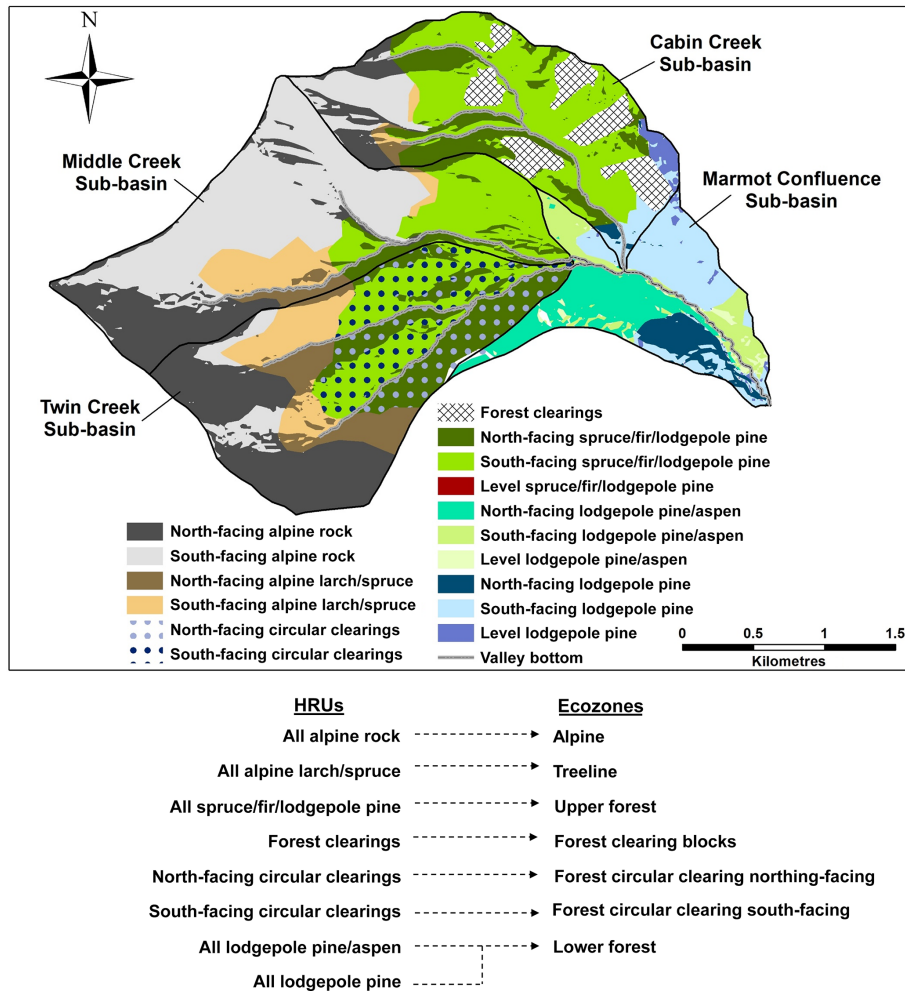 N
Cabin Creek
Sub-basin
Middle Creek
Sub-basin
Marmot Confluence
Sub-basin
Twin Creek
Sub-basin
Forest clearings
North-facing spruce/fir/lodgepole pine
South-facing spruce/fir/lodgepole pine
Level spruce/fir/lodgepole pine
North-facing lodgepole pine/aspen
South-facing lodgepole pine/aspen
Level lodgepole pine/aspen
North-facing lodgepole pine
South-facing lodgepole pine
Level lodgepole pine
Valley bottom
North-facing alpine rock
South-facing alpine rock
North-facing alpine larch/spruce
South-facing alpine larch/spruce
North-facing circular clearings
South-facing circular clearings
0 0.5 1 1.5
Kilometres
HRUs Ecozones
All alpine rock Alpine
All alpine larch/spruce Treeline
All spruce/fir/lodgepole pine Upper forest
Forest clearings Forest clearing blocks
North-facing circular clearings Forest circular clearing northing-facing
South-facing circular clearings Forest circular clearing south-facing
All lodgepole pine/aspen Lower forest
All lodgepole pine